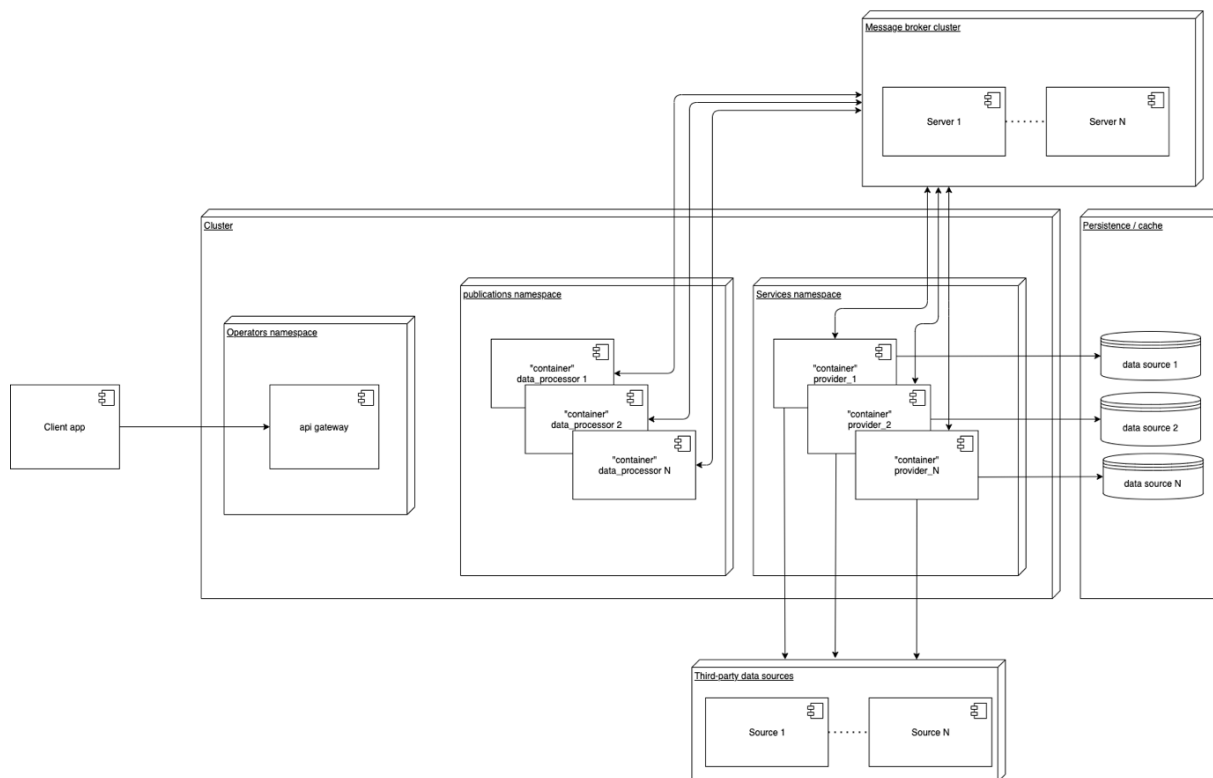 Message broker cluster
Server 1
Server N
Cluster
Persistence / cache
publications namespace
Services namespace
Operators namespace
"container"
data_processor 1
"container"
data_processor 2
"container"
data_processor N
"container"
provider_1
"container"
provider_2
"container"
provider_N
data source 1
data source 2
data source N
Client app
api gateway
Third-party data sources
Source 1
Source N